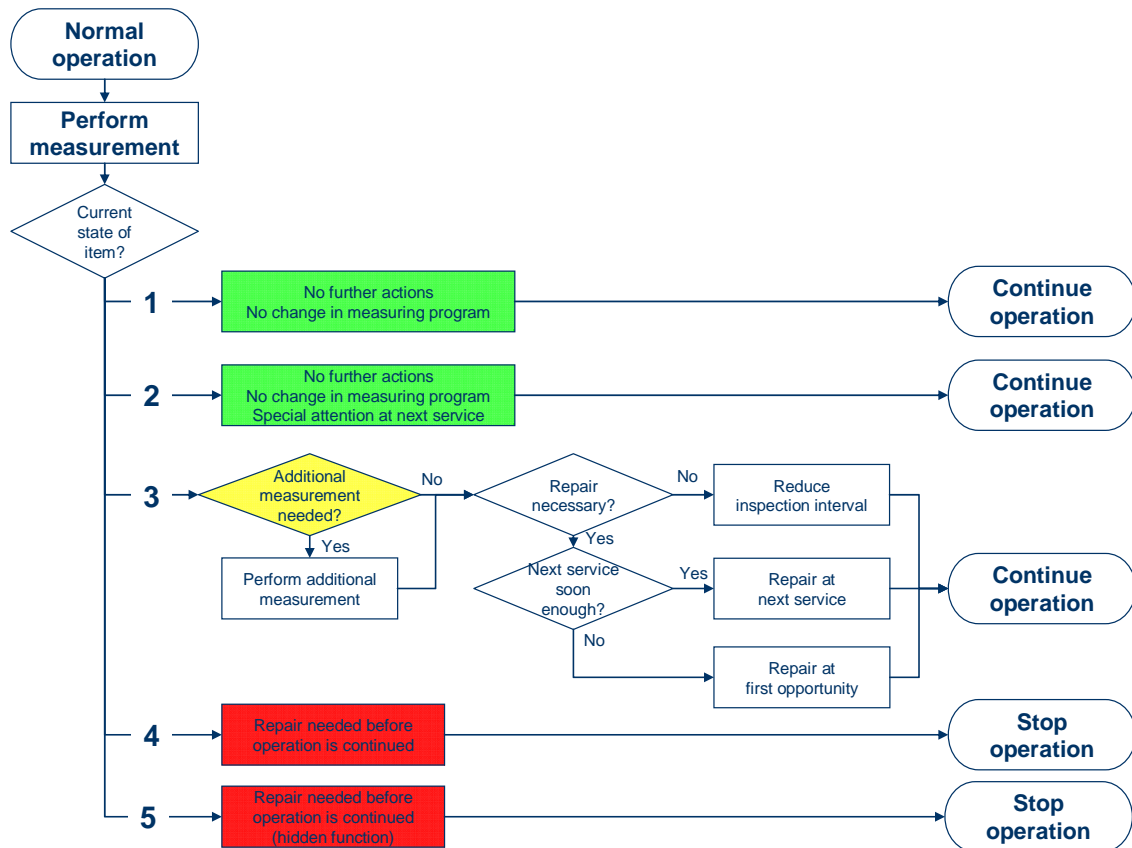 Normal
operation
Perform
measurement
Current
state of
item?
1
No further actions
No change in measuring program
Continue
operation
2
No further actions
No change in measuring program
Special attention at next service
Continue
operation
3
Additional
measurement
needed?
No
Yes
Perform additional
measurement
Repair
necessary?
No
Reduce
inspection interval
Yes
Next service
soon
enough?
Yes
Repair at
next service
No
Repair at
first opportunity
Continue
operation
4
Repair needed before
operation is continued
Stop
operation
5
Repair needed before
operation is continued
(hidden function)
Stop
operation